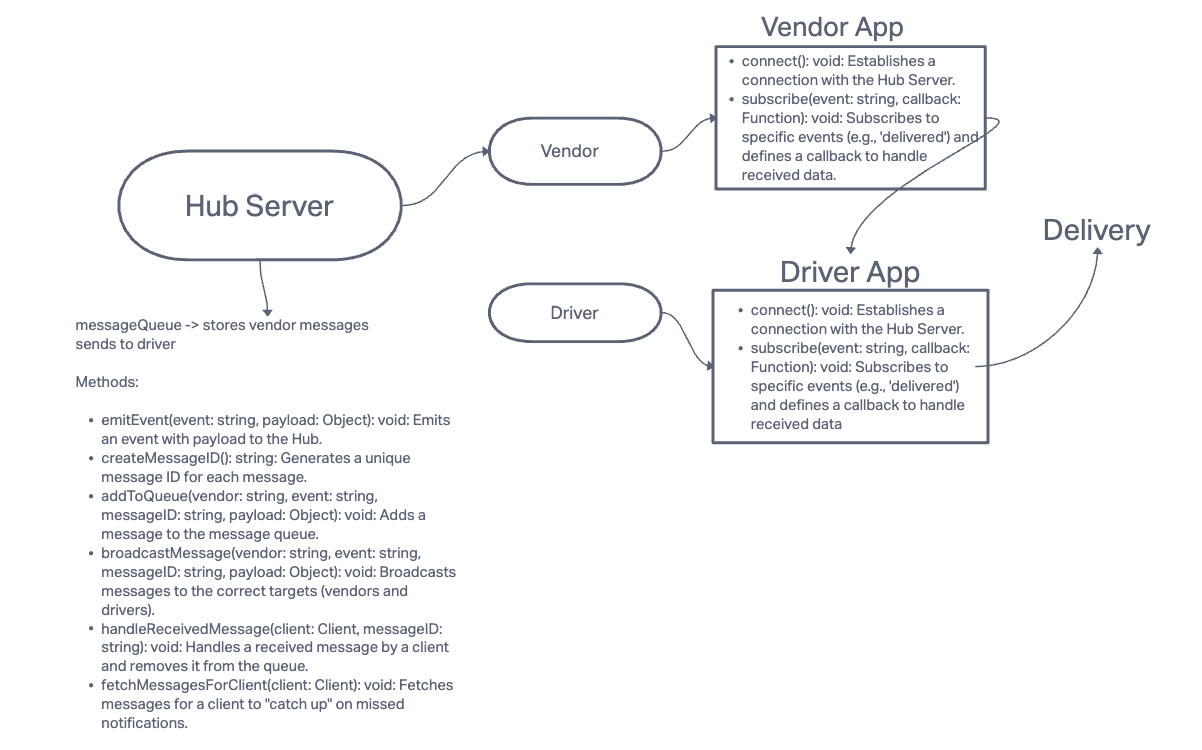 Vendor App
• connect(): void: Establishes a
connection with the Hub Server.
• subscribe(event: string, callback:
Function): void: Subscribes to
specific events (e.g., 'delivered') and
defines a callback to handle
received data.
Vendor
Hub Server
Delivery
Driver App
• connect(): void: Establishes a
connection with the Hub Server.
• subscribe(event: string, callback:
Function): void: Subscribes to
specific events (e.g., 'delivered')
and defines a callback to handle
received data
Driver
messageQueue -> stores vendor messages
sends to driver
Methods:
• emitEvent(event: string, payload: Object): void: Emits
an event with payload to the Hub.
• createMessageID(): string: Generates a unique
message ID for each message.
• addToQueue(vendor: string, event: string,
messageID: string, payload: Object): void: Adds a
message to the message queue.
• broadcastMessage(vendor: string, event: string,
messageID: string, payload: Object): void: Broadcasts
messages to the correct targets (vendors and
drivers).
• handleReceivedMessage(client: Client, messageID:
string): void: Handles a received message by a client
and removes it from the queue.
• fetchMessagesForClient(client: Client): void: Fetches
messages for a client to "catch up" on missed
notifications.